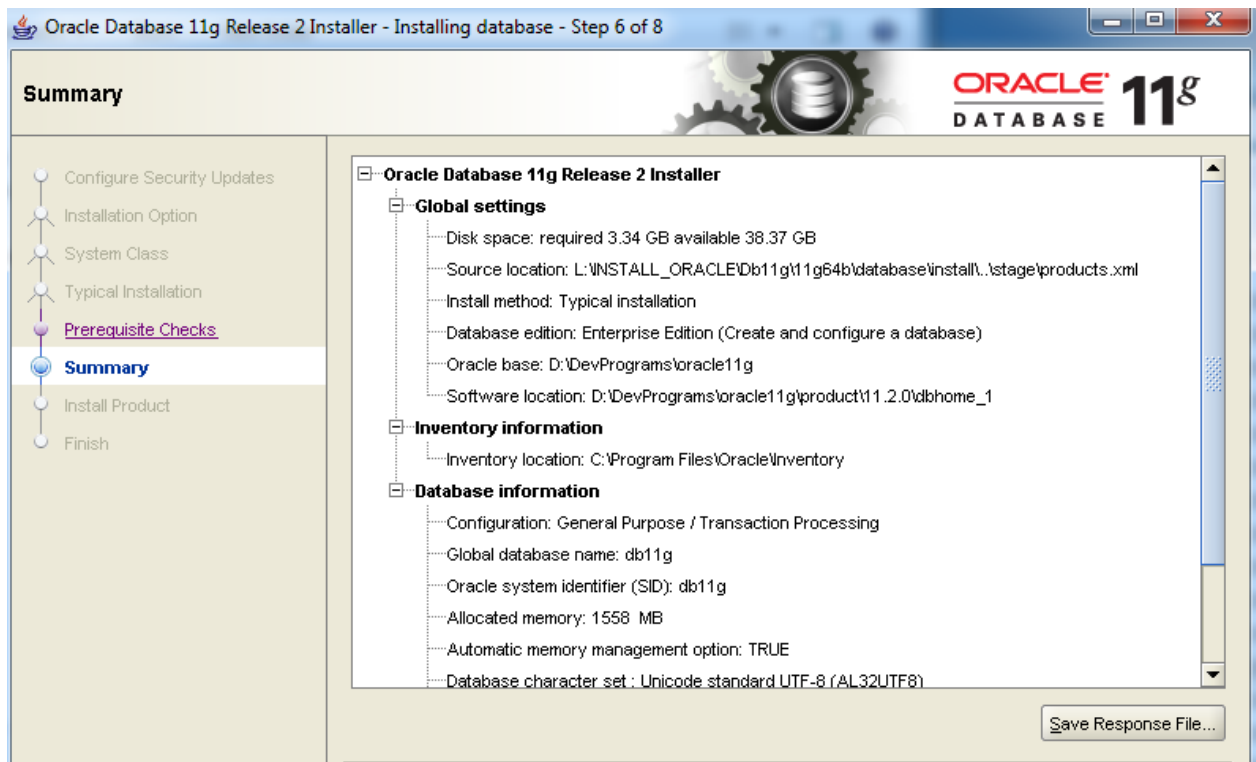 Oracle Database 11g Release 2 Installer - Installing database - Step 6 of 8
Summary
ORACLE DATABASE 11g
Configure Security Updates
Installation Option
System Class
Typical Installation
Prerequisite Checks
Summary
Install Product
Finish
Oracle Database 11g Release 2 Installer
Global settings
Disk space: required 3.34 GB available 38.37 GB
Source location: L:\INSTALL_ORACLE\Db11g\11g64b\database\install\..\stage\products.xml
Install method: Typical installation
Database edition: Enterprise Edition (Create and configure a database)
Oracle base: D:\DevPrograms\oracle11g
Software location: D:\DevPrograms\oracle11g\product\11.2.0\dbhome_1
Inventory information
Inventory location: C:\Program Files\Oracle\Inventory
Database information
Configuration: General Purpose / Transaction Processing
Global database name: db11g
Oracle system identifier (SID): db11g
Allocated memory: 1558 MB
Automatic memory management option: TRUE
Database character set : Unicode standard UTF-8 (AL32UTF8)
Save Response File...